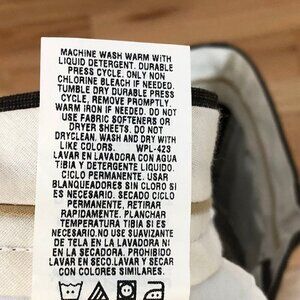 MACHINE WASH WARM WITH
LIQUID DETERGENT. DURABLE
PRESS CYCLE. ONLY NON
CHLORINE BLEACH IF NEEDED.
TUMBLE DRY DURABLE PRESS
CYCLE, REMOVE PROMPTLY.
WARM IRON IF NEEDED. DO NOT
USE FABRIC SOFTENERS OR
DRYER SHEETS. DO NOT
DRYCLEAN. WASH AND DRY WITH
LIKE COLORS. WPL-423
LAVAR EN LAVADORA CON AGUA
TIBIA Y DETERGENTE LIQUIDO.
CICLO PERMANENTE. USAR
BLANQUEADORES SIN CLORO SI
ES NECESARIO. SECADO CICLO
PERMANENTE, RETIRAR
RAPIDAMENTE. PLANCHAR
TEMPERATURA TIBIA SI ES
NECESARIO.NO USE SUAVIZANTE
DE TELA EN LA LAVADORA NI
EN LA SECADORA. PROHIBIDO
LAVAR EN SECO.LAVAR Y SECAR
CON COLORES SIMILARES.